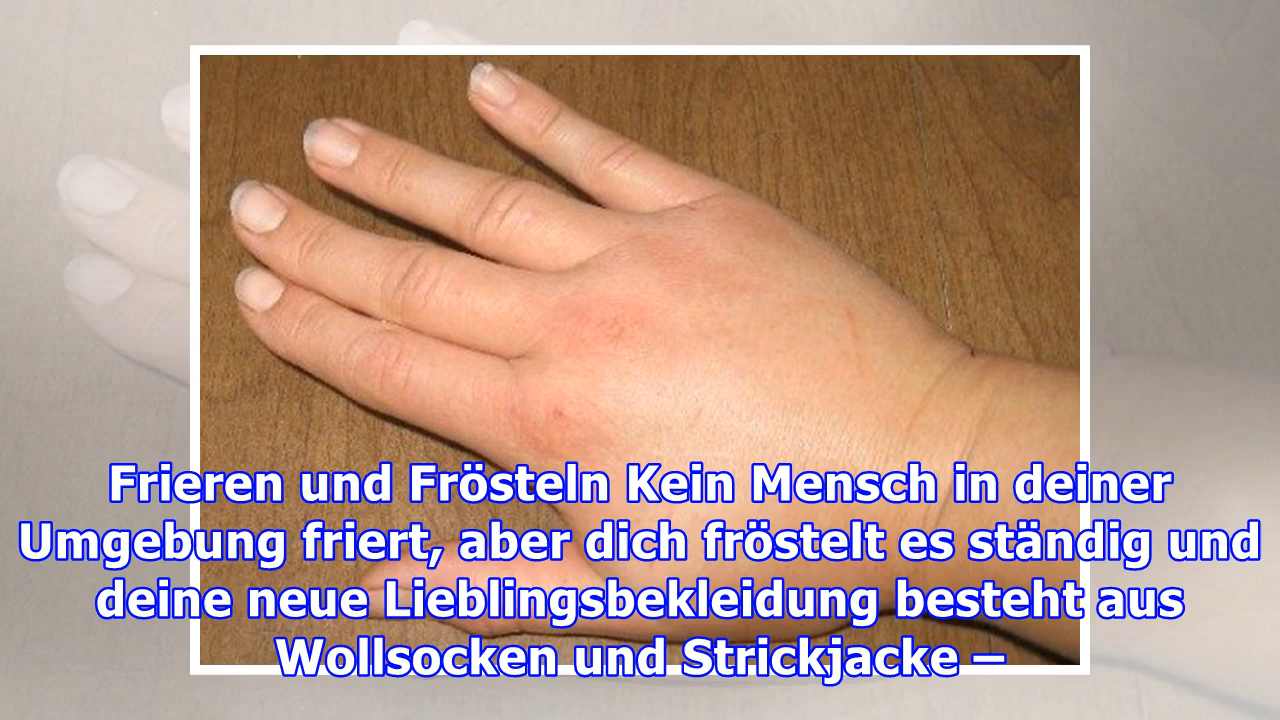 Frieren und Frösteln Kein Mensch in deiner
Umgebung friert, aber dich fröstelt es ständig und
deine neue Lieblingsbekleidung besteht aus
Wollsocken und Strickjacke –